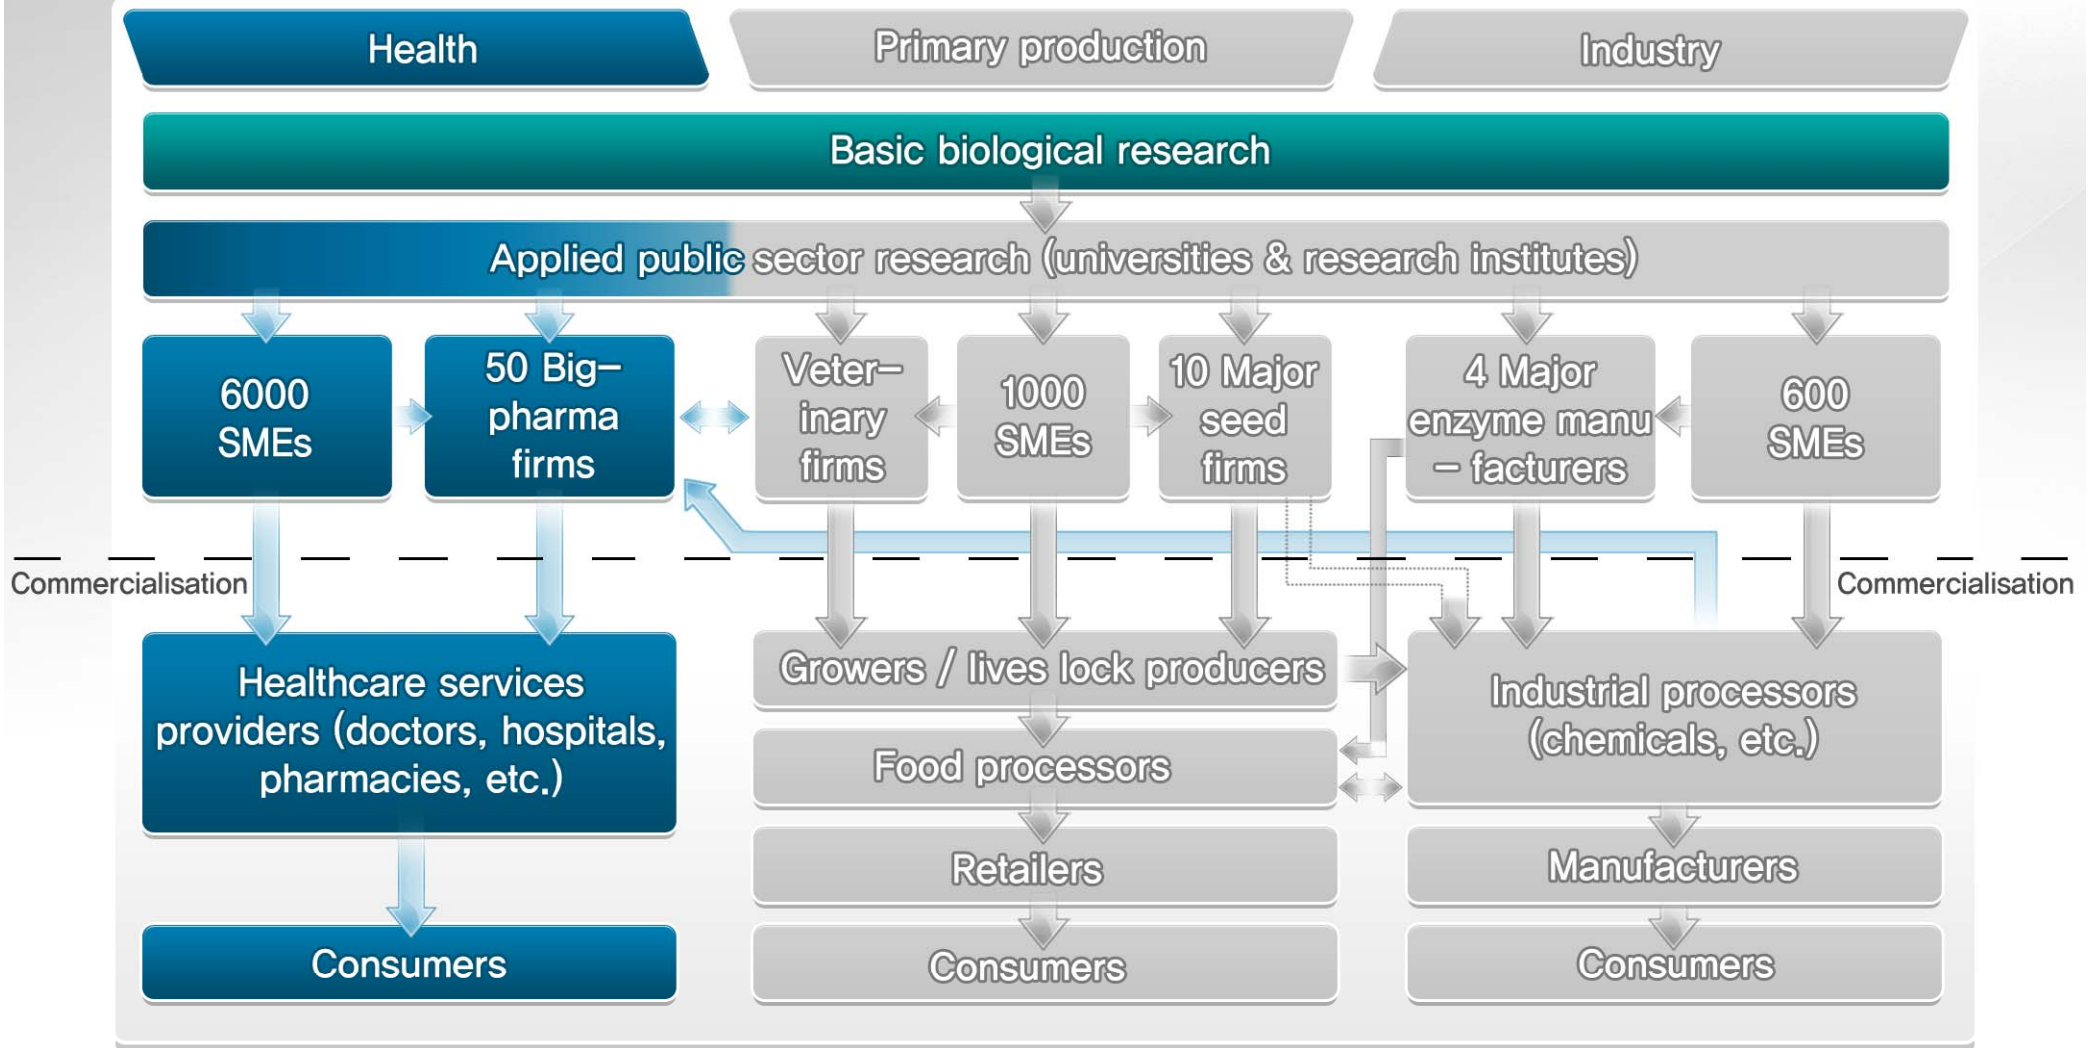 Health
Primary production
Industry
Basic biological research
Applied public sector research (universities & research institutes)
6000
SMEs
50 Big-
pharma
firms
Veter-
inary
firms
1000
SMEs
10 Major
seed
firms
4 Major
enzyme manu
- facturers
600
SMEs
Commercialisation
Commercialisation
Healthcare services
providers (doctors, hospitals,
pharmacies, etc.)
Growers / lives lock producers
Industrial processors
(chemicals, etc.)
Food processors
Retailers
Manufacturers
Consumers
Consumers
Consumers